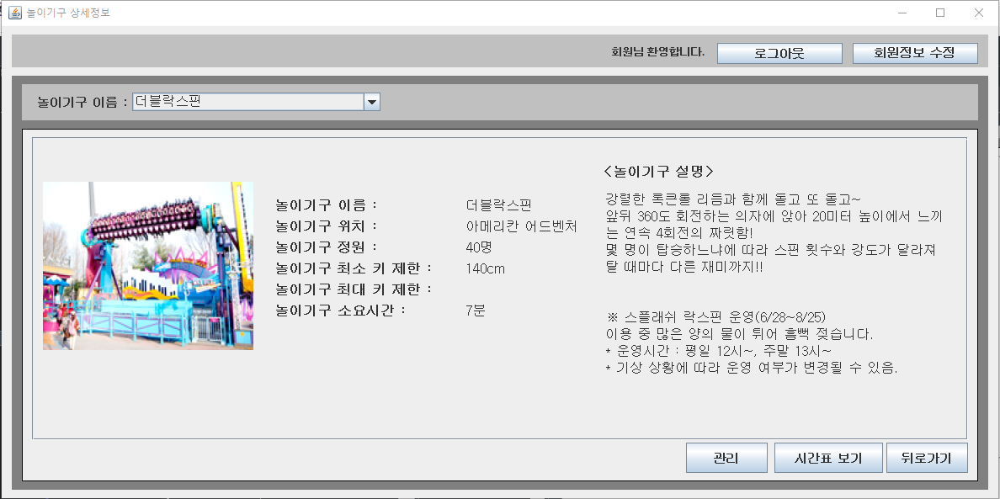 놀이기구 상세정보
회원님 환영합니다.
로그아웃
회원정보 수정
놀이기구 이름 : 더블락스핀
<놀이기구 설명>
강렬한 록큰롤 리듬과 함께 돌고 또 돌고~
앞뒤 360도 회전하는 의자에 앉아 20미터 높이에서 느끼
는 연속 4회전의 짜릿함!
몇 명이 탑승하느냐에 따라 스핀 횟수와 강도가 달라져
탈 때마다 다른 재미까지!!
※ 스플래쉬 락스핀 운영(6/28~8/25)
이용 중 많은 양의 물이 튀어 흠뻑 젖습니다.
* 운영시간 : 평일 12시~, 주말 13시~
* 기상 상황에 따라 운영 여부가 변경될 수 있음.
놀이기구 이름 : 더블락스핀
놀이기구 위치 : 아메리칸 어드벤처
놀이기구 정원 : 40명
놀이기구 최소 키 제한 : 140cm
놀이기구 최대 키 제한 :
놀이기구 소요시간 : 7분
관리
시간표 보기
뒤로가기